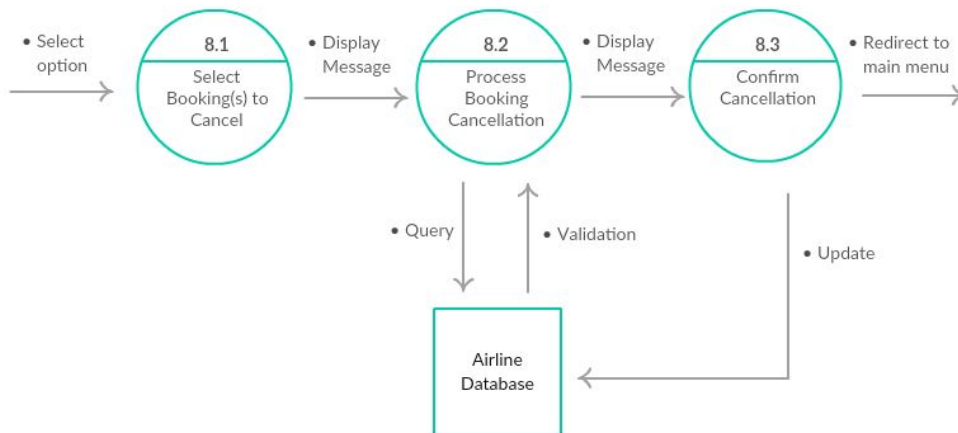 • Select
option
8.1
Select
Booking(s) to
Cancel
• Display
Message
8.2
Process
Booking
Cancellation
• Display
Message
8.3
Confirm
Cancellation
• Redirect to
main menu
• Query
• Validation
• Update
Airline
Database